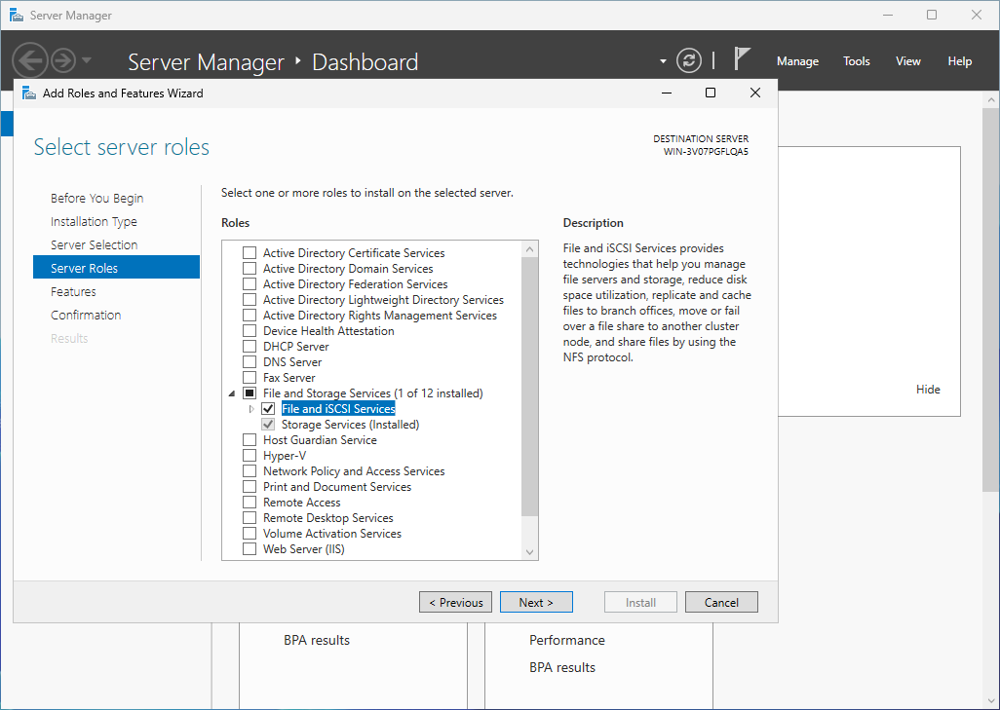 Server Manager
Server Manager ‣ Dashboard
Manage
Tools
View
Help
Add Roles and Features Wizard
Select server roles
DESTINATION SERVER
WIN-3V07PGFLQA5
Before You Begin
Installation Type
Server Selection
Server Roles
Features
Confirmation
Results
Select one or more roles to install on the selected server.
Roles
Active Directory Certificate Services
Active Directory Domain Services
Active Directory Federation Services
Active Directory Lightweight Directory Services
Active Directory Rights Management Services
Device Health Attestation
DHCP Server
DNS Server
Fax Server
File and Storage Services (1 of 12 installed)
File and iSCSI Services
Storage Services (Installed)
Host Guardian Service
Hyper-V
Network Policy and Access Services
Print and Document Services
Remote Access
Remote Desktop Services
Volume Activation Services
Web Server (IIS)
Description
File and iSCSI Services provides
technologies that help you manage
file servers and storage, reduce disk
space utilization, replicate and cache
files to branch offices, move or fail
over a file share to another cluster
node, and share files by using the
NFS protocol.
Hide
< Previous
Next >
Install
Cancel
BPA results
Performance
BPA results